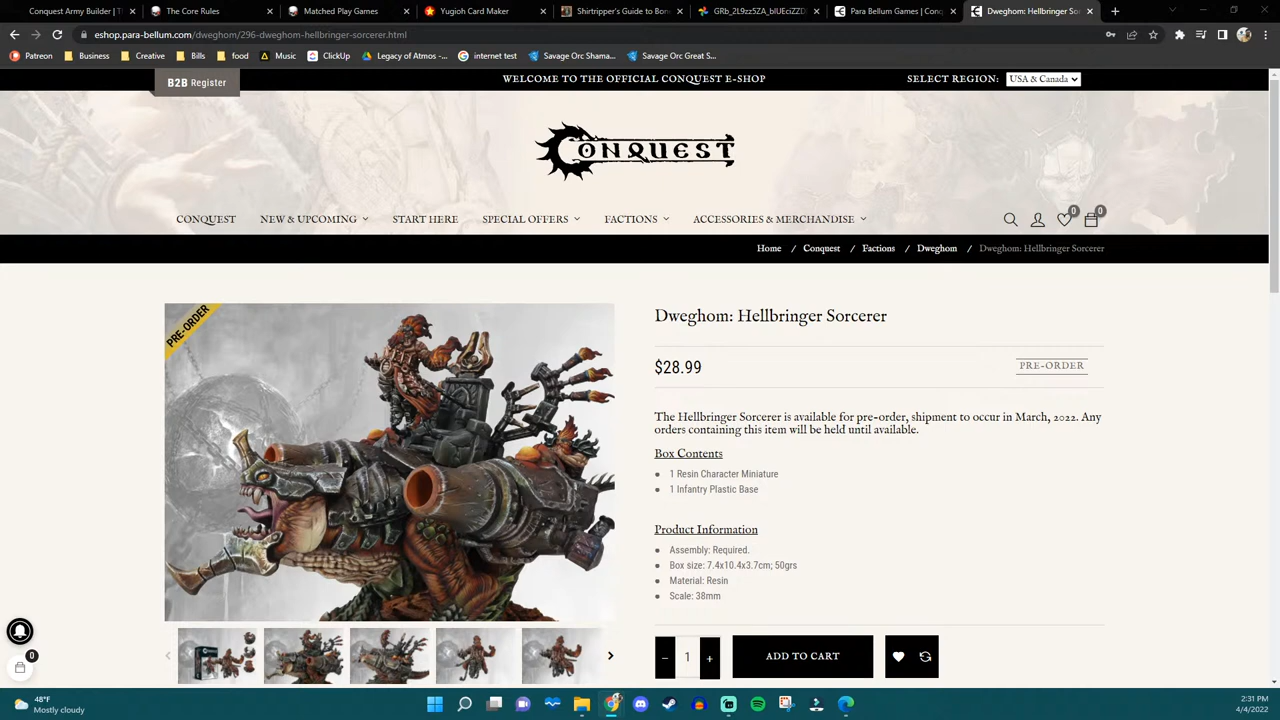 Conquest Army Builder | T
The Core Rules
Matched Play Games
Yugioh Card Maker
Shirtripper's Guide to Bon
GRb_2L9zz5ZA_blUEciZZD
Para Bellum Games | Conq
Dweghom: Hellbringer Sor
eshop.para-bellum.com/dweghom/296-dweghom-hellbringer-sorcerer.html
Patreon
Business
Creative
Bills
food
Music
ClickUp
Legacy of Atmos -...
internet test
Savage Orc Shama...
Savage Orc Great S...
B2B Register
WELCOME TO THE OFFICIAL CONQUEST E-SHOP
SELECT REGION:
USA & Canada
CONQUEST
CONQUEST
NEW & UPCOMING
START HERE
SPECIAL OFFERS
FACTIONS
ACCESSORIES & MERCHANDISE
0
0
Home / Conquest / Factions / Dweghom / Dweghom: Hellbringer Sorcerer
PRE-ORDER
Dweghom: Hellbringer Sorcerer
$28.99
PRE-ORDER
The Hellbringer Sorcerer is available for pre-order, shipment to occur in March, 2022. Any
orders containing this item will be held until available.
Box Contents
1 Resin Character Miniature
1 Infantry Plastic Base
Product Information
Assembly: Required.
Box size: 7.4x10.4x3.7cm; 50grs
Material: Resin
Scale: 38mm
− 1 +
ADD TO CART
0
48°F
Mostly cloudy
2:31 PM
4/4/2022